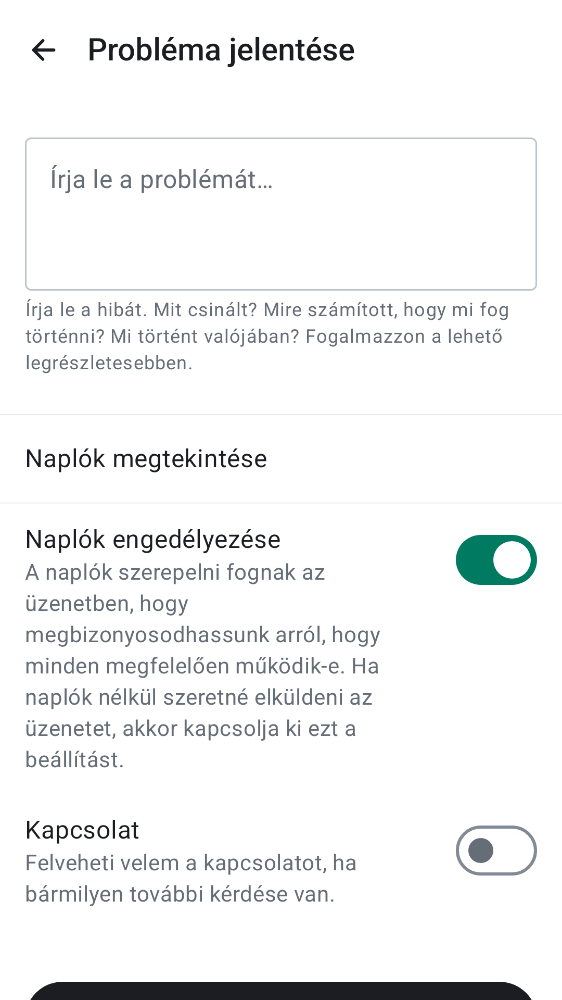 Probléma jelentése
Írja le a problémát…
Írja le a hibát. Mit csinált? Mire számított, hogy mi fog
történni? Mi történt valójában? Fogalmazzon a lehető
legrészletesebben.
Naplók megtekintése
Naplók engedélyezése
A naplók szerepelni fognak az
üzenetben, hogy
megbizonyosodhassunk arról, hogy
minden megfelelően működik-e. Ha
naplók nélkül szeretné elküldeni az
üzenetet, akkor kapcsolja ki ezt a
beállítást.
Kapcsolat
Felveheti velem a kapcsolatot, ha
bármilyen további kérdése van.